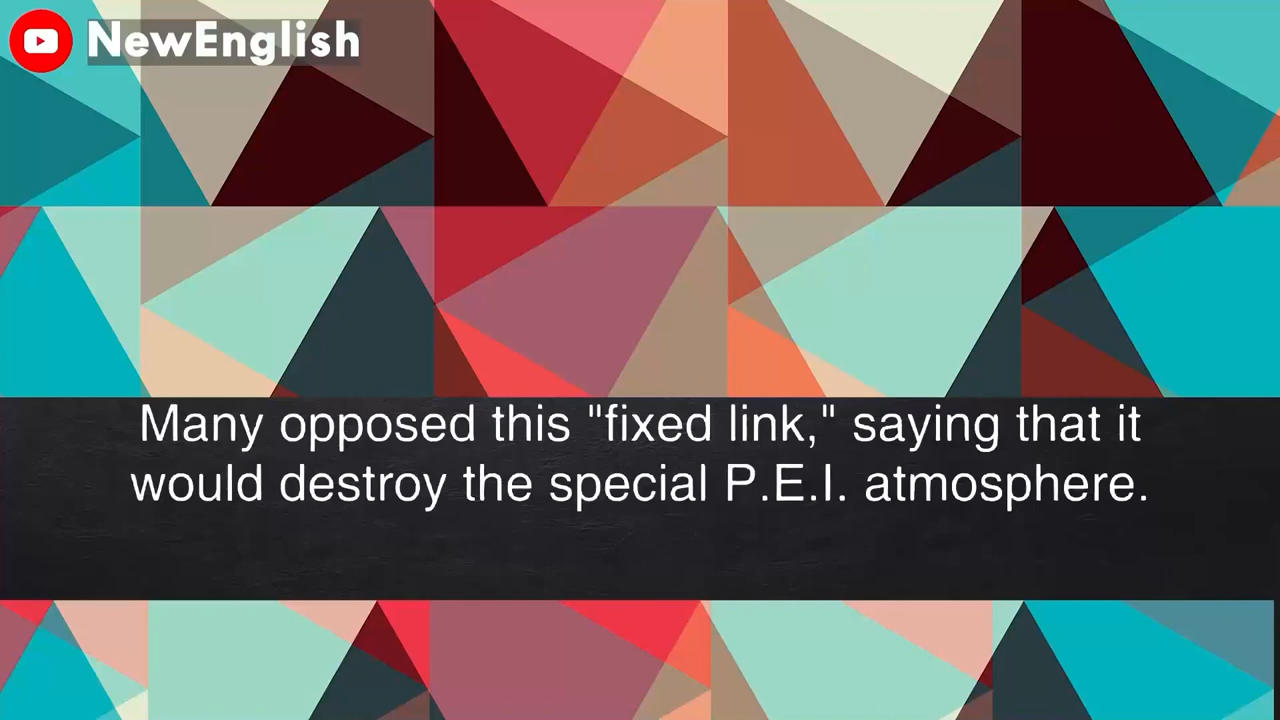 NewEnglish
Many opposed this "fixed link," saying that it
would destroy the special P.E.I. atmosphere.